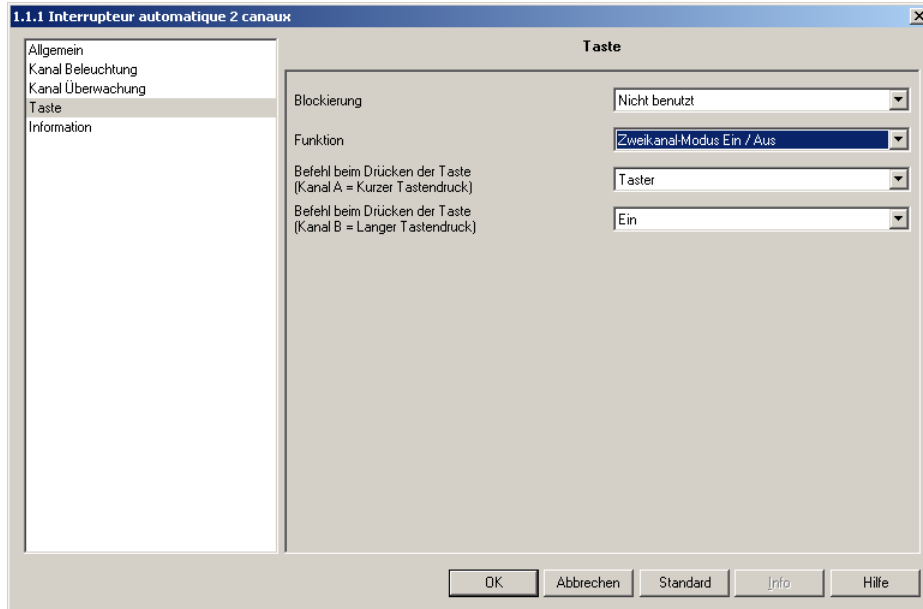 1.1.1 Interrupteur automatique 2 canaux
Allgemein
Kanal Beleuchtung
Kanal Überwachung
Taste
Information
Taste
Blockierung
Nicht benutzt
Funktion
Zweikanal-Modus Ein / Aus
Befehl beim Drücken der Taste
(Kanal A = Kurzer Tastendruck)
Taster
Befehl beim Drücken der Taste
(Kanal B = Langer Tastendruck)
Ein
OK
Abbrechen
Standard
Info
Hilfe